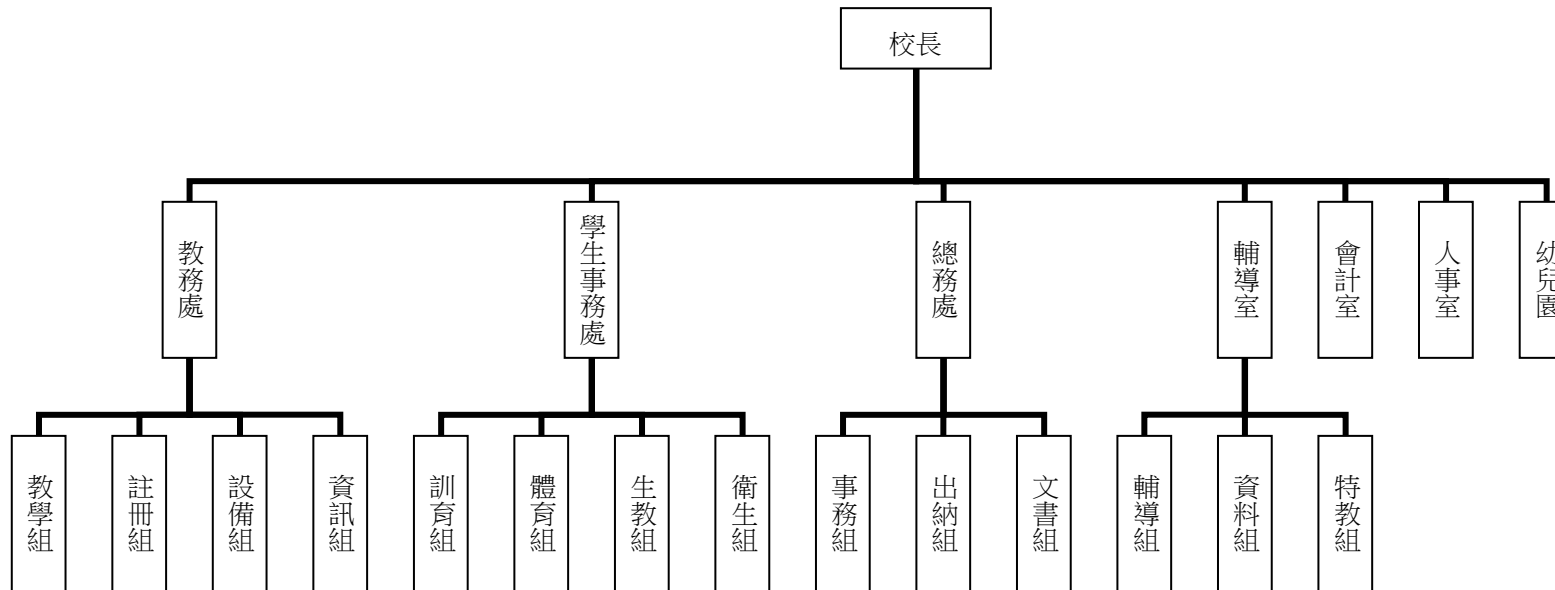 校長
教務處
學生事務處
總務處
輔導室
會計室
人事室
幼兒園
教學組
註冊組
設備組
資訊組
訓育組
體育組
生教組
衛生組
事務組
出納組
文書組
輔導組
資料組
特教組